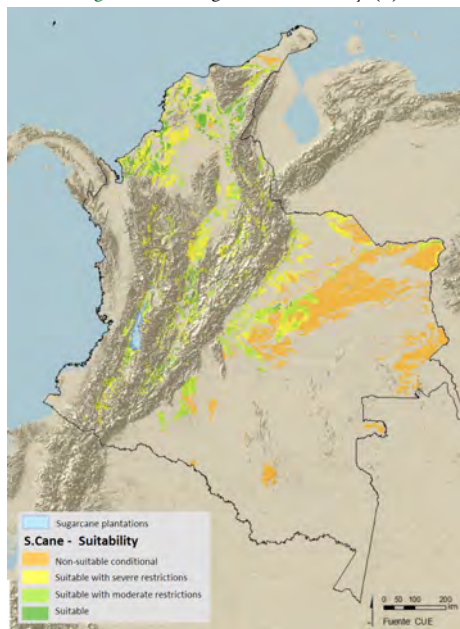 Sugarcane plantations
S.Cane - Suitability
Non-suitable conditional
Suitable with severe restrictions
Suitable with moderate restrictions
Suitable
0 50 100 200
km
Fuente CUE